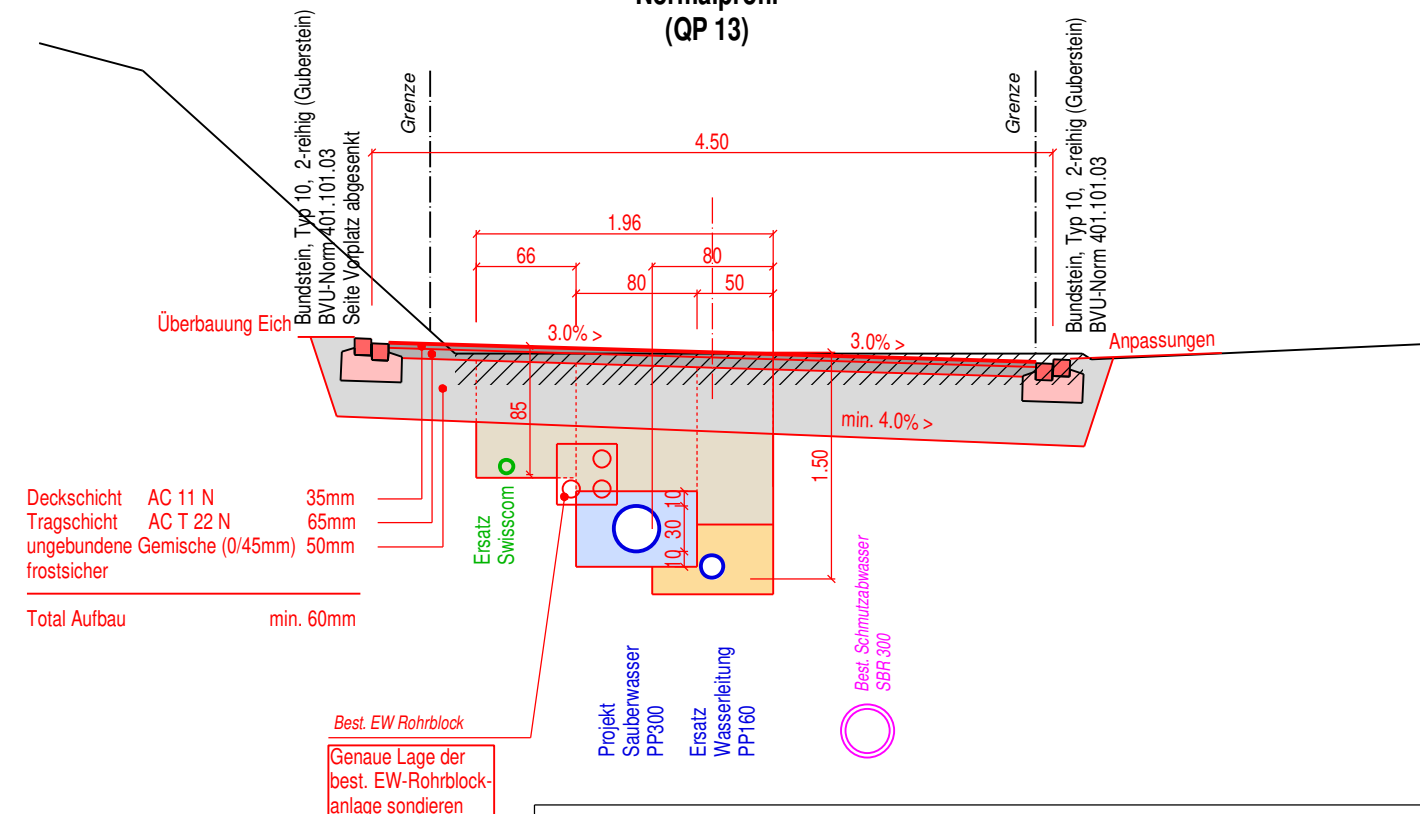 Normalprofil
(QP 13)
Bundstein, Typ 10, 2-reihig (Guberstein)
BVU-Norm 401.101.03
Seite Vorplatz abgesenkt
Grenze
Grenze
Bundstein, Typ 10, 2-reihig (Guberstein)
BVU-Norm 401.101.03
4.50
1.96
66
80
80
50
Überbauung Eich
3.0% >
3.0% >
Anpassungen
85
min. 4.0% >
1.50
10
30
10
Deckschicht AC 11 N 35mm
Tragschicht AC T 22 N 65mm
ungebundene Gemische (0/45mm) 50mm
frostsicher
Total Aufbau min. 60mm
Ersatz
Swisscom
Best. EW Rohrblock
Genaue Lage der
best. EW-Rohrblock-
anlage sondieren
Projekt
Sauberwasser
PP300
Ersatz
Wasserleitung
PP160
Best. Schmutzabwasser
SBR 300